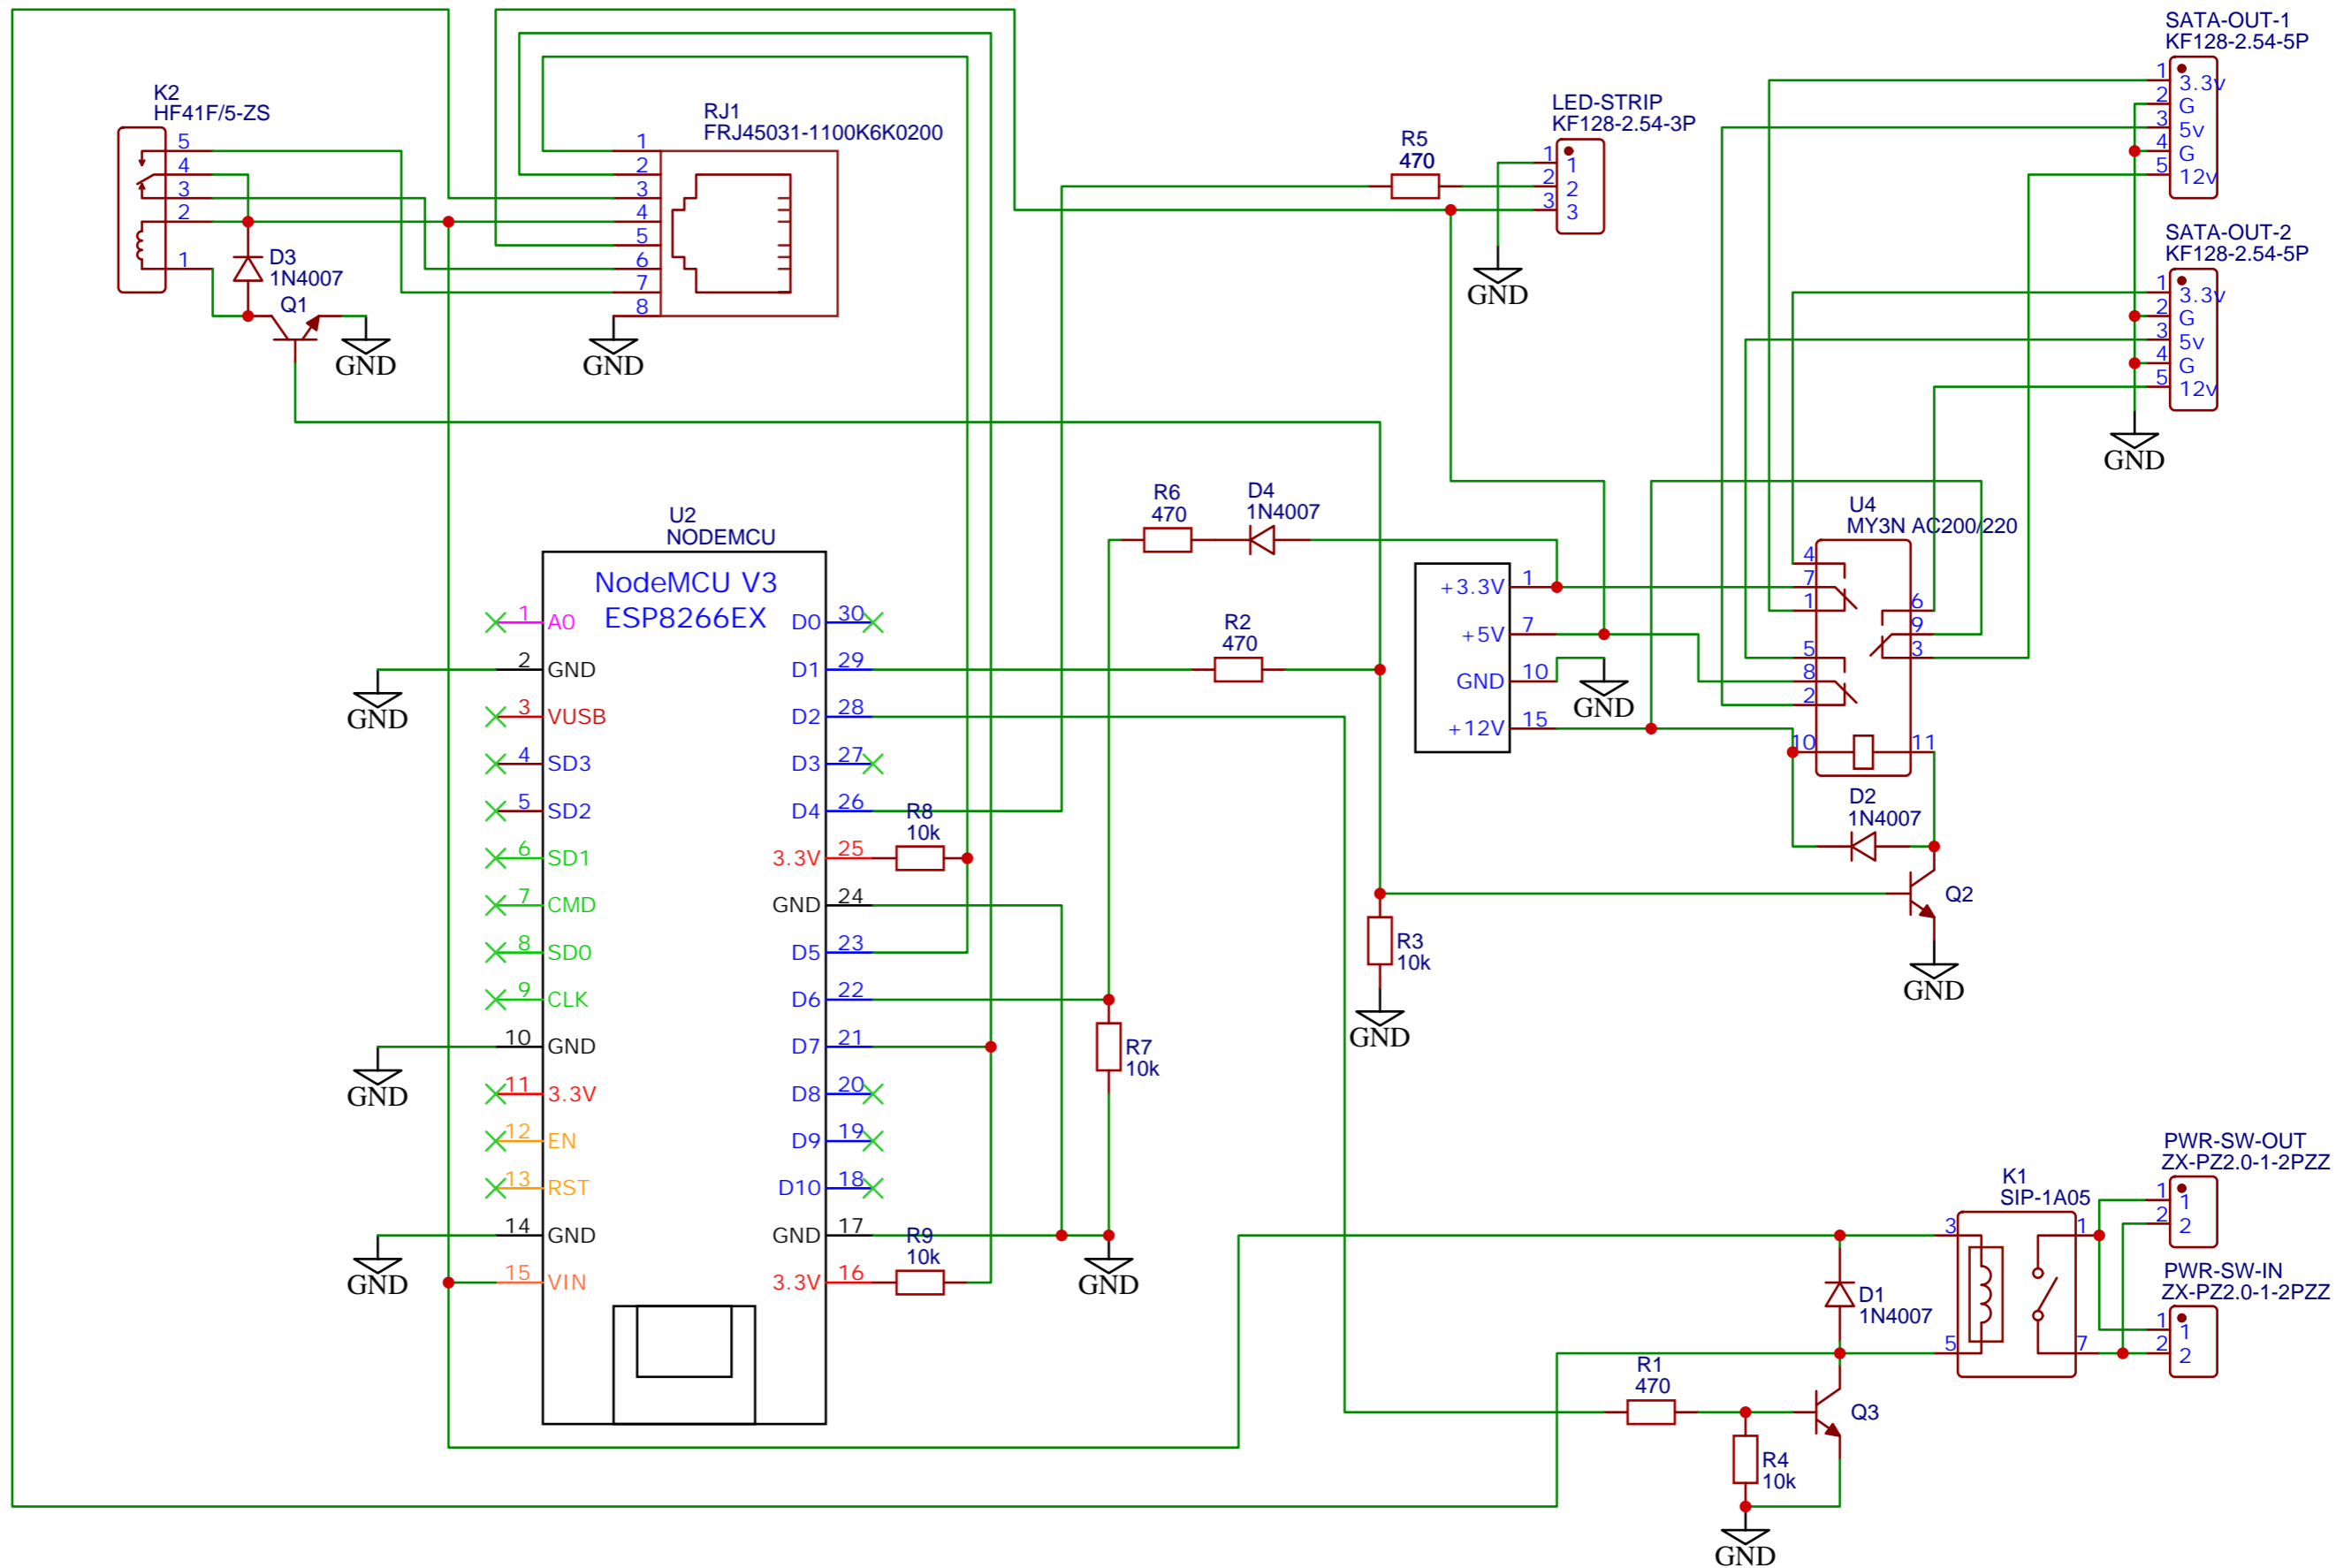 K2
HF41F/5-ZS
5
4
3
2
1
D3
1N4007
Q1
GND
RJ1
FRJ45031-1100K6K0200
1
2
3
4
5
6
7
8
GND
R5
470
LED-STRIP
KF128-2.54-3P
1 1
2 2
3 3
GND
SATA-OUT-1
KF128-2.54-5P
1 3.3v
2 G
3 5v
4 G
5 12v
SATA-OUT-2
KF128-2.54-5P
1 3.3v
2 G
3 5v
4 G
5 12v
GND
U2
NODEMCU
NodeMCU V3
ESP8266EX
1 A0 D0 30
2 GND D1 29
3 VUSB D2 28
4 SD3 D3 27
5 SD2 D4 26
6 SD1 3.3V 25
7 CMD GND 24
8 SD0 D5 23
9 CLK D6 22
10 GND D7 21
11 3.3V D8 20
12 EN D9 19
13 RST D10 18
14 GND GND 17
15 VIN 3.3V 16
GND
GND
GND
R8
10k
R9
10k
R6
470
D4
1N4007
R2
470
R7
10k
GND
R3
10k
GND
+3.3V 1
+5V 7
GND 10
+12V 15
GND
U4
MY3N AC200/220
4
7
1
5
8
2
10
6
9
3
11
D2
1N4007
Q2
GND
K1
SIP-1A05
3
5
1
7
D1
1N4007
R1
470
Q3
R4
10k
GND
PWR-SW-OUT
ZX-PZ2.0-1-2PZZ
1 1
2 2
PWR-SW-IN
ZX-PZ2.0-1-2PZZ
1 1
2 2